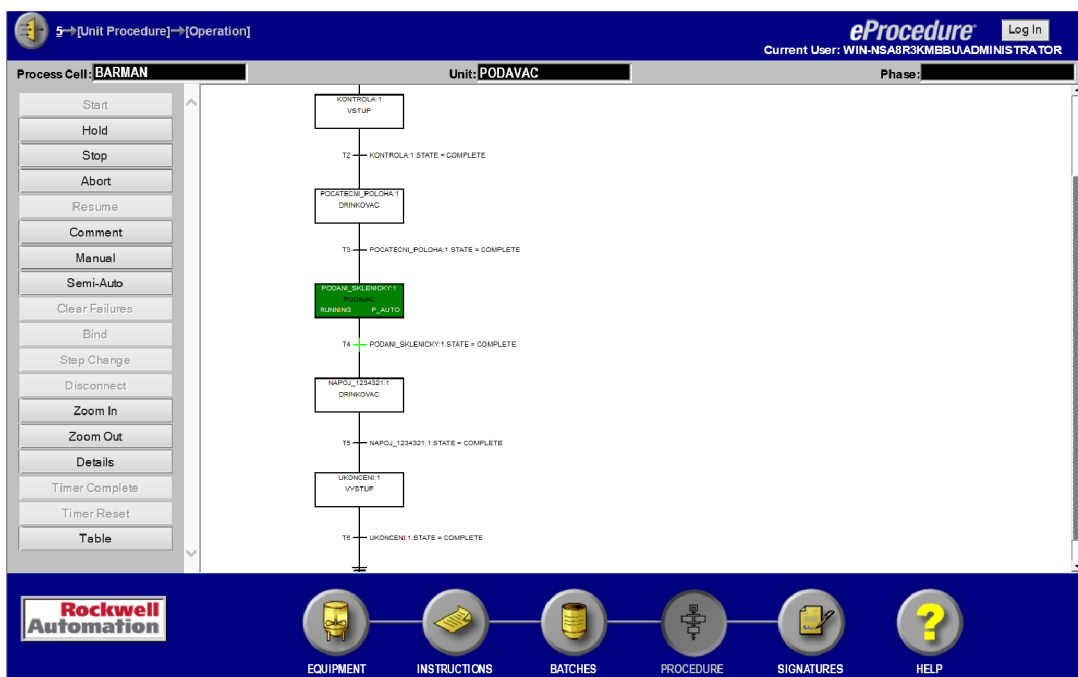 5→[Unit Procedure]→[Operation]
eProcedure®
Log In
Current User: WIN-NSA8R3KMBBU\ADMINISTRATOR
Process Cell: BARMAN
Unit: PODAVAC
Phase:
Start
Hold
Stop
Abort
Resume
Comment
Manual
Semi-Auto
Clear Failures
Bind
Step Change
Disconnect
Zoom In
Zoom Out
Details
Timer Complete
Timer Reset
Table
KONTROLA:1
VSTUP
T2 KONTROLA:1.STATE = COMPLETE
POCATECNI_POLOHA:1
DRINKOVAC
T3 POCATECNI_POLOHA:1.STATE = COMPLETE
PODANI_SKLENICKY:1
PODAVAC
RUNNING P_AUTO
T4 PODANI_SKLENICKY:1.STATE = COMPLETE
NAPOJ_1234321:1
DRINKOVAC
T5 NAPOJ_1234321:1.STATE = COMPLETE
UKONCENI:1
VYSTUP
T6 UKONCENI:1.STATE = COMPLETE
Rockwell
Automation
EQUIPMENT
INSTRUCTIONS
BATCHES
PROCEDURE
SIGNATURES
HELP